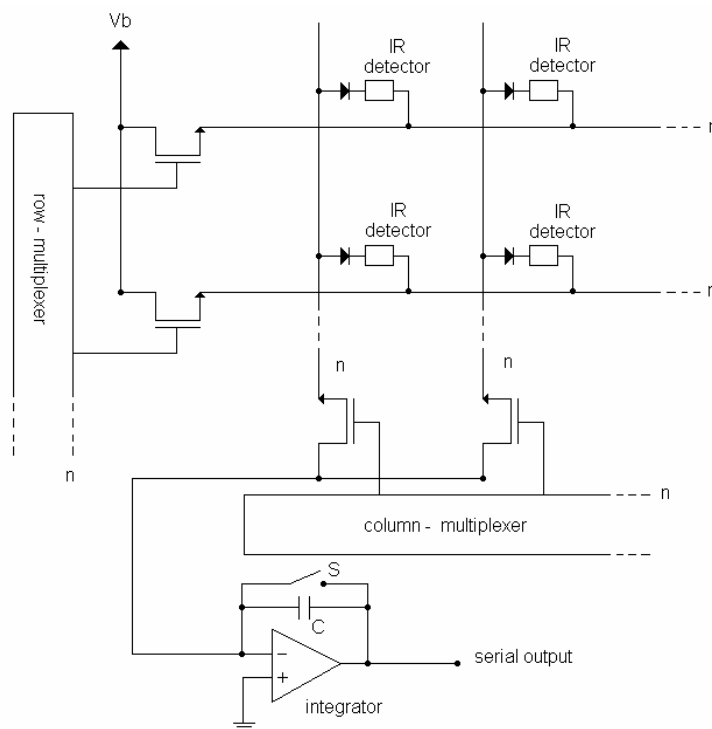 Vb
IR
detector
IR
detector
n
row - multiplexer
IR
detector
IR
detector
n
n
n
n
n
column - multiplexer
S
C
−
+
serial output
integrator